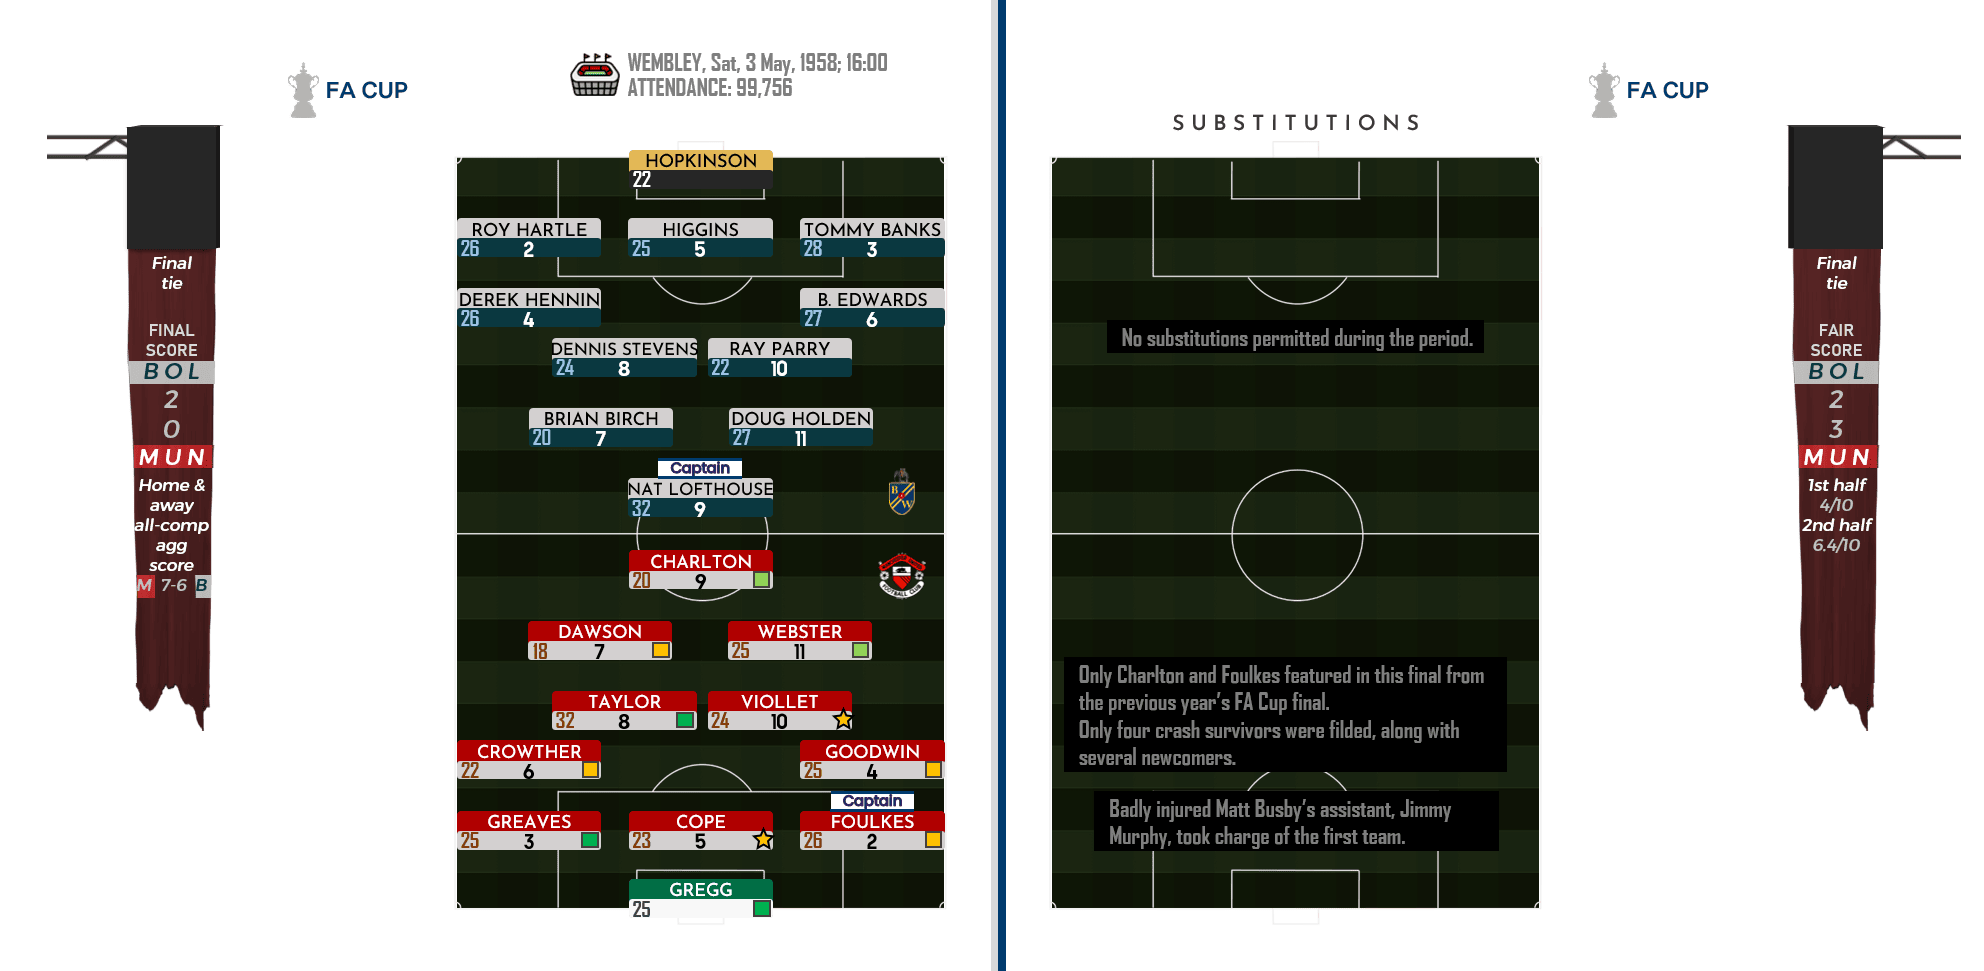 FA CUP
WEMBLEY, Sat, 3 May, 1958; 16:00
ATTENDANCE: 99,756
Final
tie
FINAL
SCORE
BOL
2
0
MUN
Home &
away
all-comp
agg
score
M 7-6 B
HOPKINSON
22
ROY HARTLE
26 2
HIGGINS
25 5
TOMMY BANKS
28 3
DEREK HENNIN
26 4
B. EDWARDS
27 6
DENNIS STEVENS
24 8
RAY PARRY
22 10
BRIAN BIRCH
20 7
DOUG HOLDEN
27 11
Captain
NAT LOFTHOUSE
32 9
B
W
CHARLTON
20 9
FOOTBALL CLUB
DAWSON
18 7
WEBSTER
25 11
TAYLOR
32 8
VIOLLET
24 10
CROWTHER
22 6
GOODWIN
25 4
GREAVES
25 3
COPE
23 5
Captain
FOULKES
26 2
GREGG
25
FA CUP
SUBSTITUTIONS
No substitutions permitted during the period.
Only Charlton and Foulkes featured in this final from
the previous year's FA Cup final.
Only four crash survivors were filded, along with
several newcomers.
Badly injured Matt Busby's assistant, Jimmy
Murphy, took charge of the first team.
Final
tie
FAIR
SCORE
BOL
2
3
MUN
1st half
4/10
2nd half
6.4/10